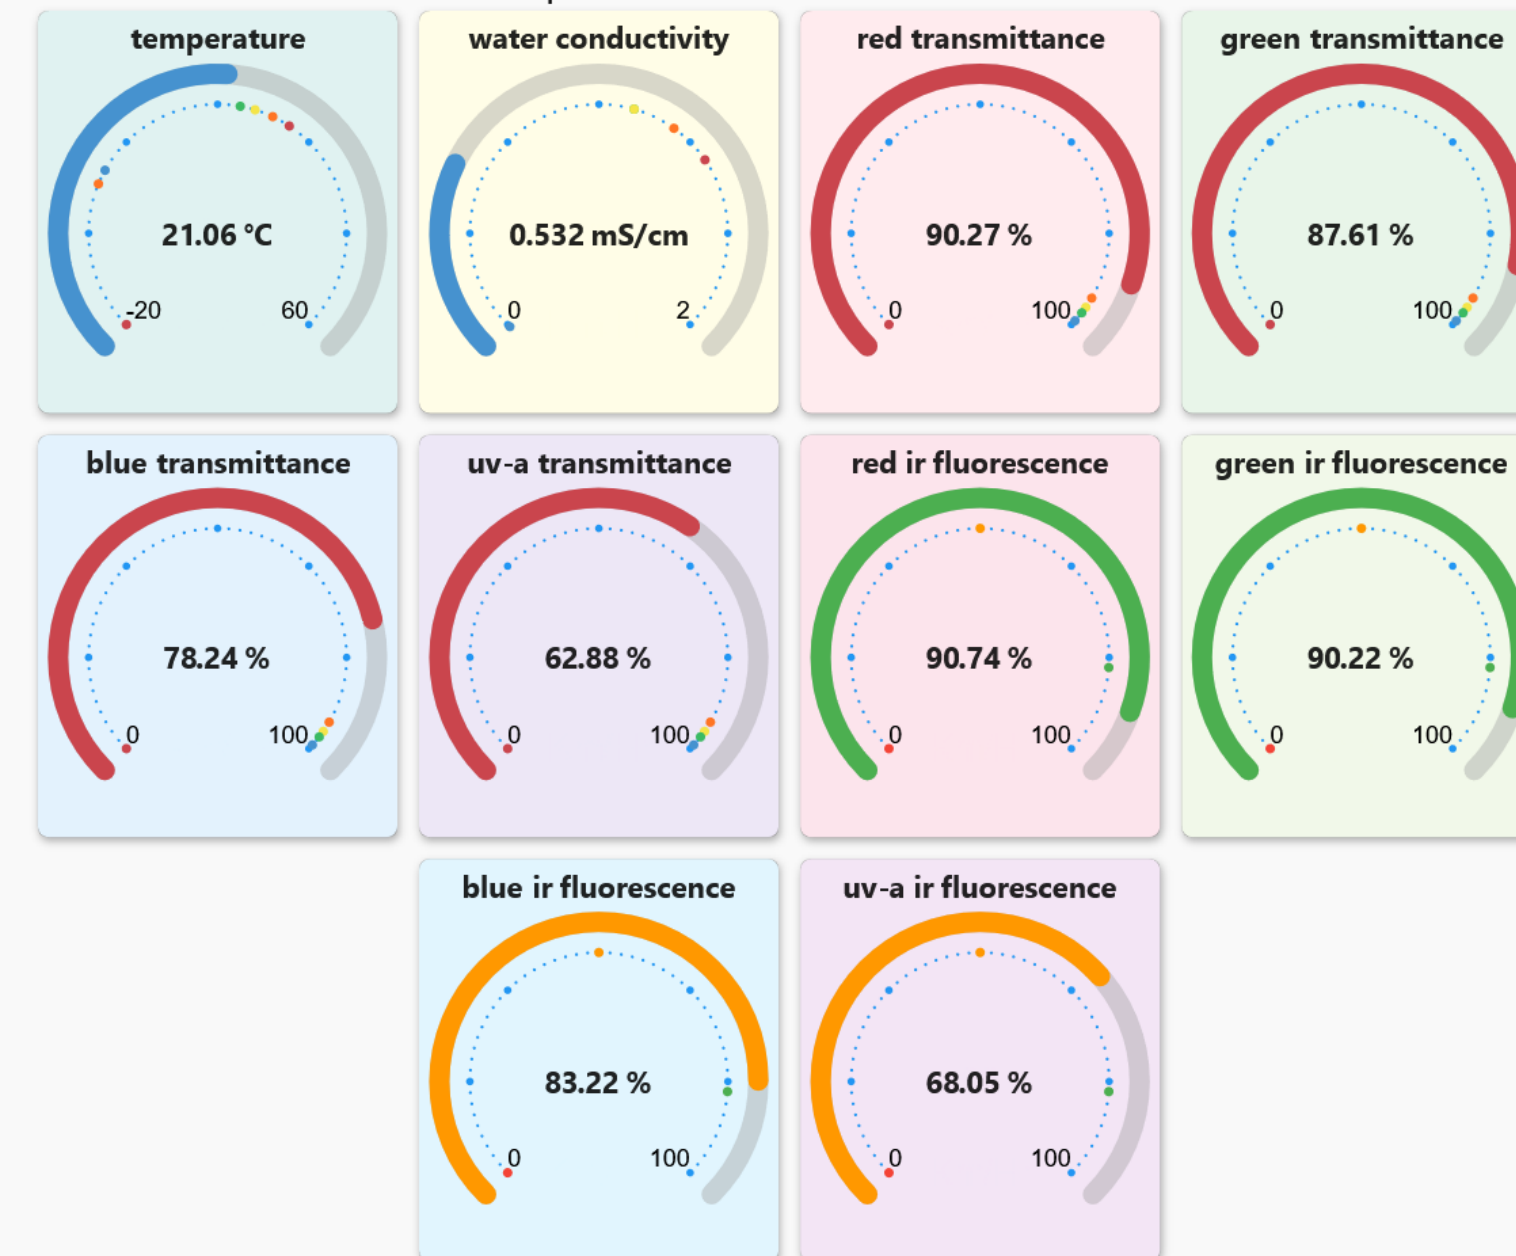 temperature
21.06 °C
-20 60
water conductivity
0.532 mS/cm
0 2
red transmittance
90.27 %
0 100
green transmittance
87.61 %
0 100
blue transmittance
78.24 %
0 100
uv-a transmittance
62.88 %
0 100
red ir fluorescence
90.74 %
0 100
green ir fluorescence
90.22 %
0 100
blue ir fluorescence
83.22 %
0 100
uv-a ir fluorescence
68.05 %
0 100